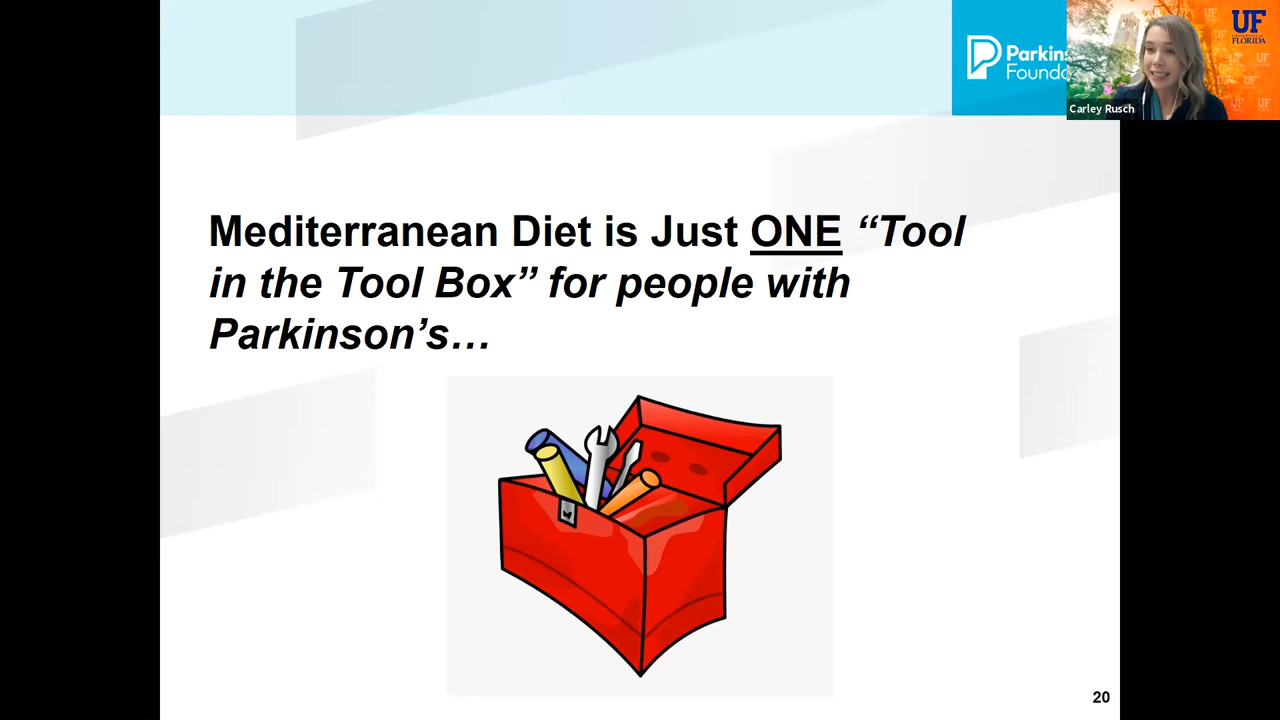 Parkins
Founda
UF
UNIVERSITY of
FLORIDA
Carley Rusch
Mediterranean Diet is Just ONE “Tool
in the Tool Box” for people with
Parkinson’s…
20